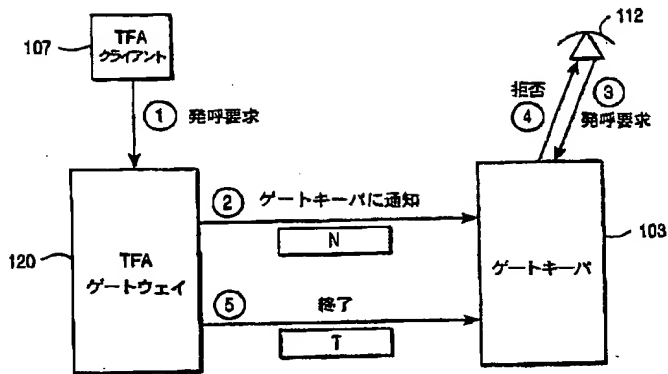 107
TFA
クライアント
① 発呼要求
112
拒否
④
③
発呼要求
② ゲートキーパに通知
N
120
TFA
ゲートウェイ
⑤ 終了
T
ゲートキーパ
103